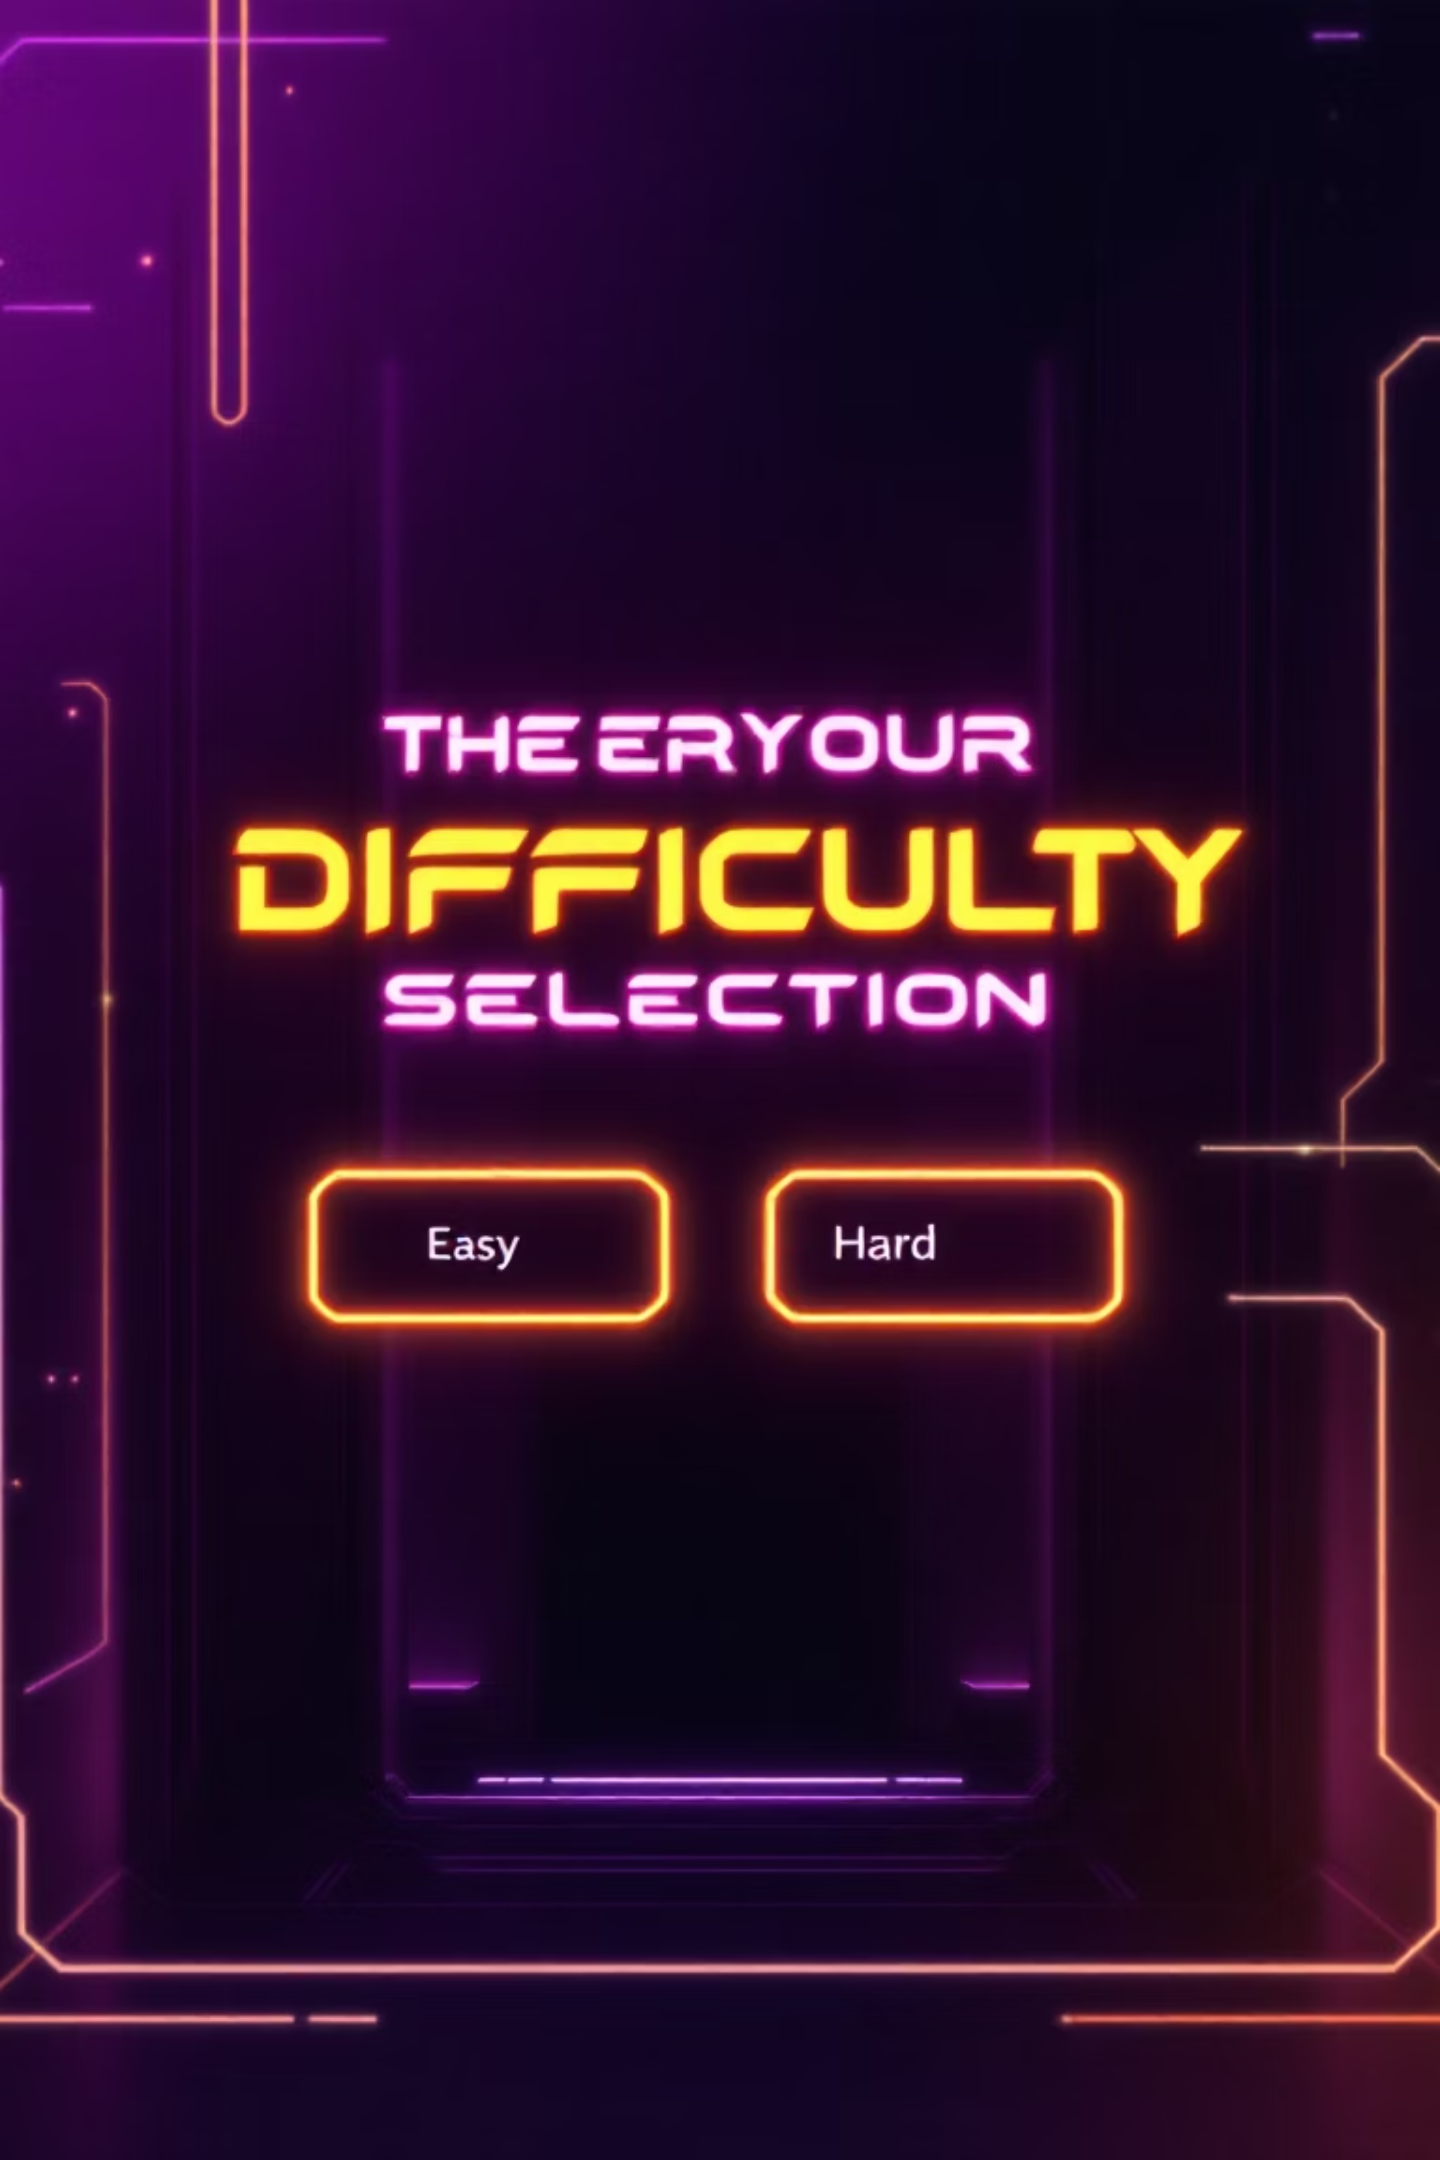 THE ERYOUR
DIFFICULTY
SELECTION
Easy
Hard